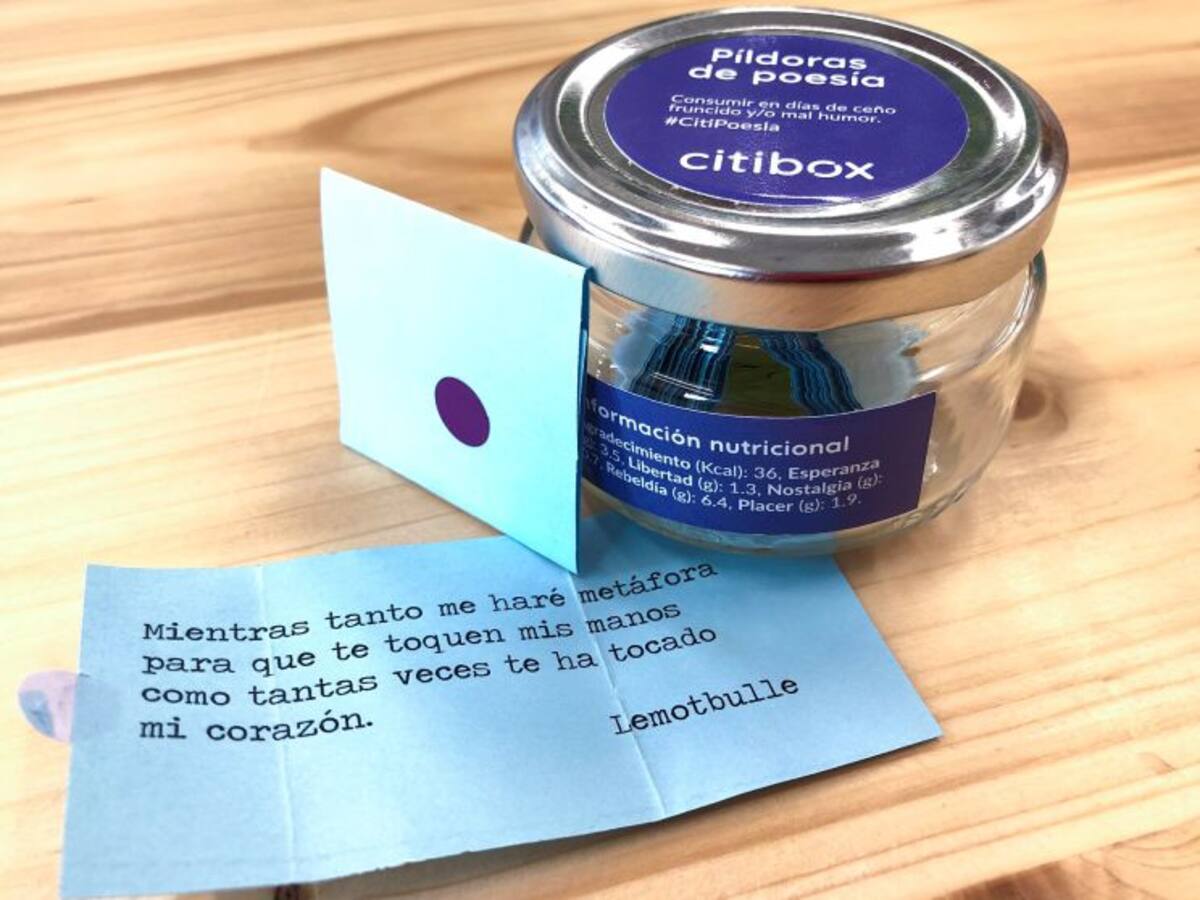 Píldoras
de poesía
Consumir en días de ceño
fruncido y/o mal humor.
#CitiPoesia
citibox
nformación nutricional
gradecimiento (Kcal): 36, Esperanza
3.5, Libertad (g): 1.3, Nostalgia (g):
Rebeldía (g): 6.4, Placer (g): 1.9.
Mientras tanto me haré metáfora
para que te toquen mis manos
como tantas veces te ha tocado
mi corazón.
Lemotbulle